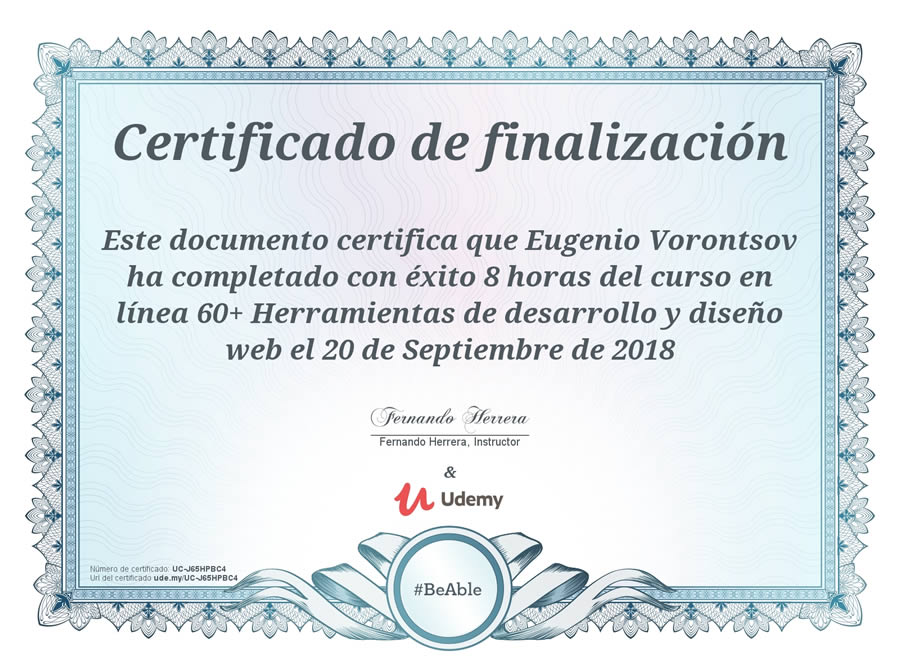 Certificado de finalización
Este documento certifica que Eugenio Vorontsov
ha completado con éxito 8 horas del curso en
línea 60+ Herramientas de desarrollo y diseño
web el 20 de Septiembre de 2018
Fernando Herrera
Fernando Herrera, Instructor
&
Udemy
Número de certificado: UC-J65HPBC4
Url del certificado ude.my/UC-J65HPBC4
#BeAble